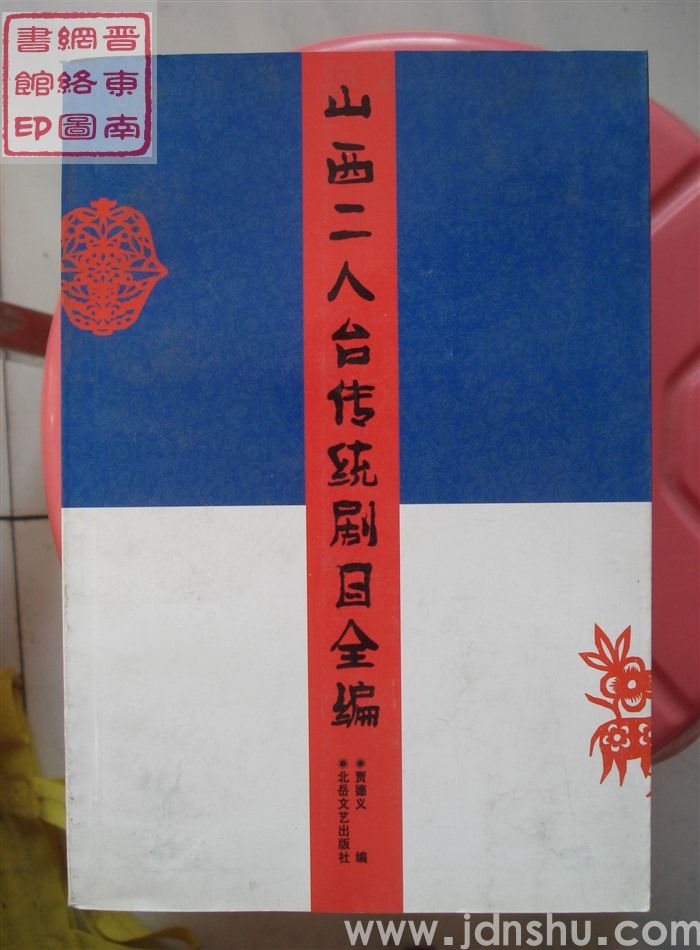 晋東南
網絡圖
書館印
山西二人台传统剧目全编
●贾德义 编
●北岳文艺出版社
www.jdnshu.com